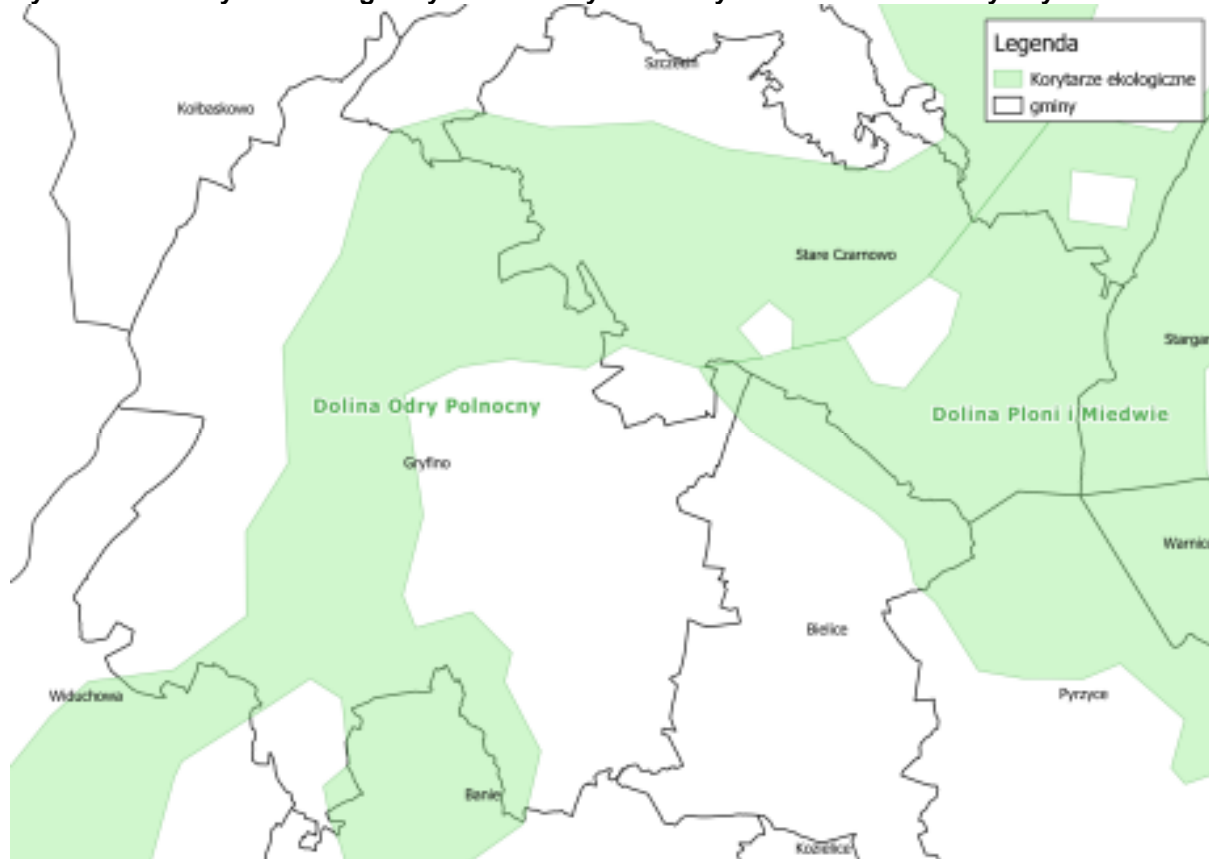 Legenda
Korytarze ekologiczne
gminy
Szczecin
Kołbaskowo
Stare Czarnowo
Stargar
Dolina Odry Polnocny
Dolina Ploni i Miedwie
Gryfino
Warnic
Bielice
Widuchowa
Pyrzyce
Banie
Kozielice